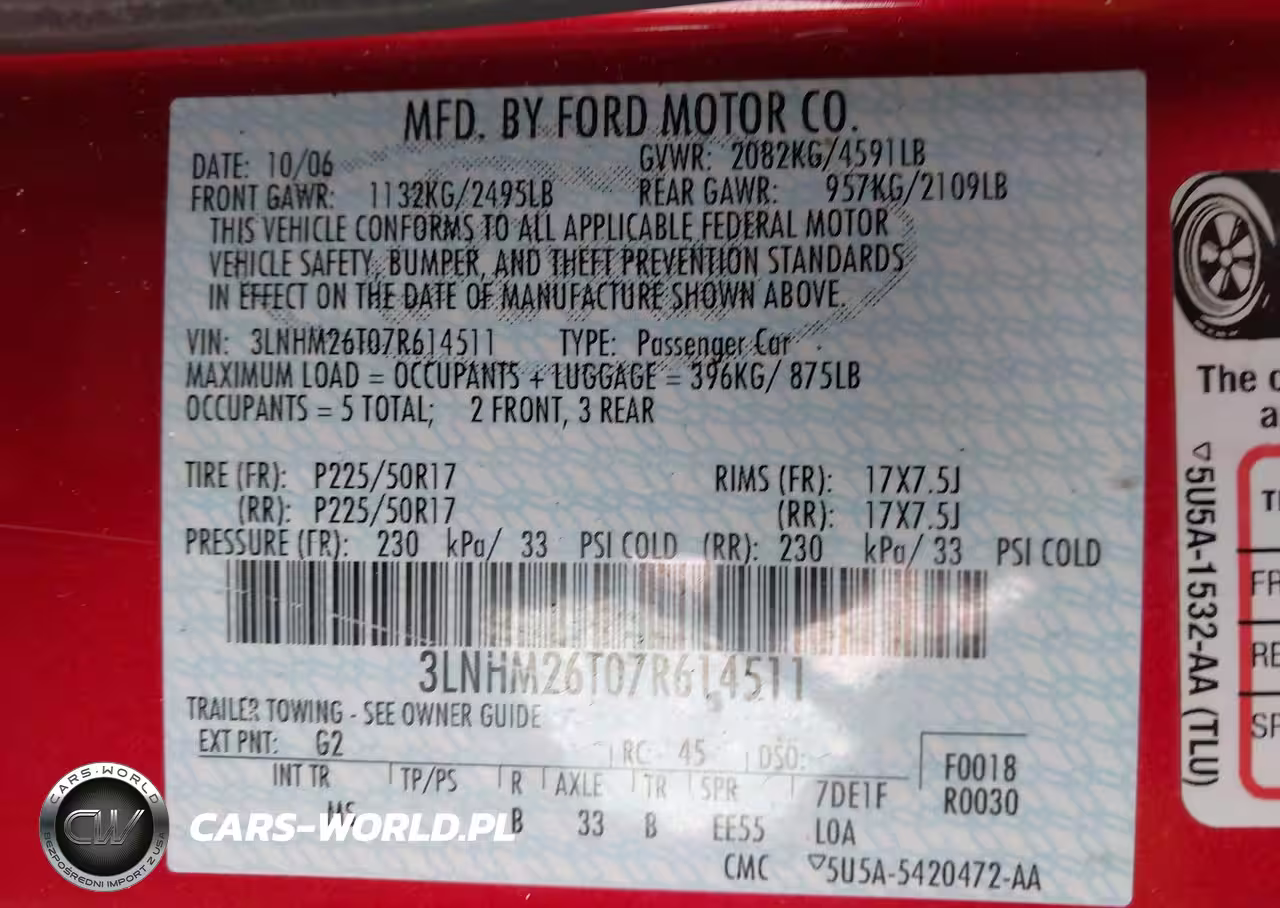 MFD. BY FORD MOTOR CO.
DATE: 10/06 GVWR: 2082KG/4591LB
FRONT GAWR: 1132KG/2495LB REAR GAWR: 957KG/2109LB
THIS VEHICLE CONFORMS TO ALL APPLICABLE FEDERAL MOTOR
VEHICLE SAFETY, BUMPER, AND THEFT PREVENTION STANDARDS
IN EFFECT ON THE DATE OF MANUFACTURE SHOWN ABOVE.
VIN: 3LNHM26T07R614511 TYPE: Passenger Car
MAXIMUM LOAD = OCCUPANTS + LUGGAGE = 396KG/ 875LB
OCCUPANTS = 5 TOTAL; 2 FRONT, 3 REAR
TIRE (FR): P225/50R17 RIMS (FR): 17X7.5J
(RR): P225/50R17 (RR): 17X7.5J
PRESSURE (FR): 230 kPa/ 33 PSI COLD (RR): 230 kPa/ 33 PSI COLD
3LNHM26T07R614511
TRAILER TOWING - SEE OWNER GUIDE
EXT PNT: G2 RC: 45 DSO:
F0018
R0030
INT TR TP/PS R AXLE TR SPR 7DE1F
B 33 B EE55 L0A
CMC ▽5U5A-5420472-AA
The
▽5U5A-1532-AA (TLU)
FR
RE
CARS-WORLD
CW
BEZPOŚREDNI IMPORT Z USA
CARS-WORLD.PL